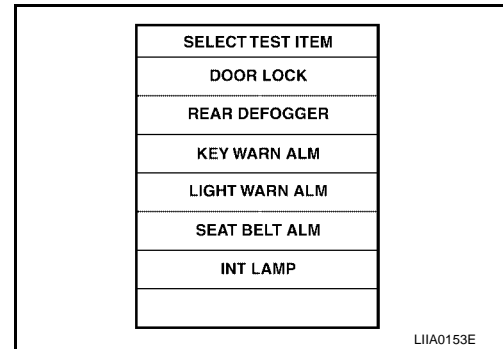 SELECT TEST ITEM
DOOR LOCK
REAR DEFOGGER
KEY WARN ALM
LIGHT WARN ALM
SEAT BELT ALM
INT LAMP
LIIA0153E